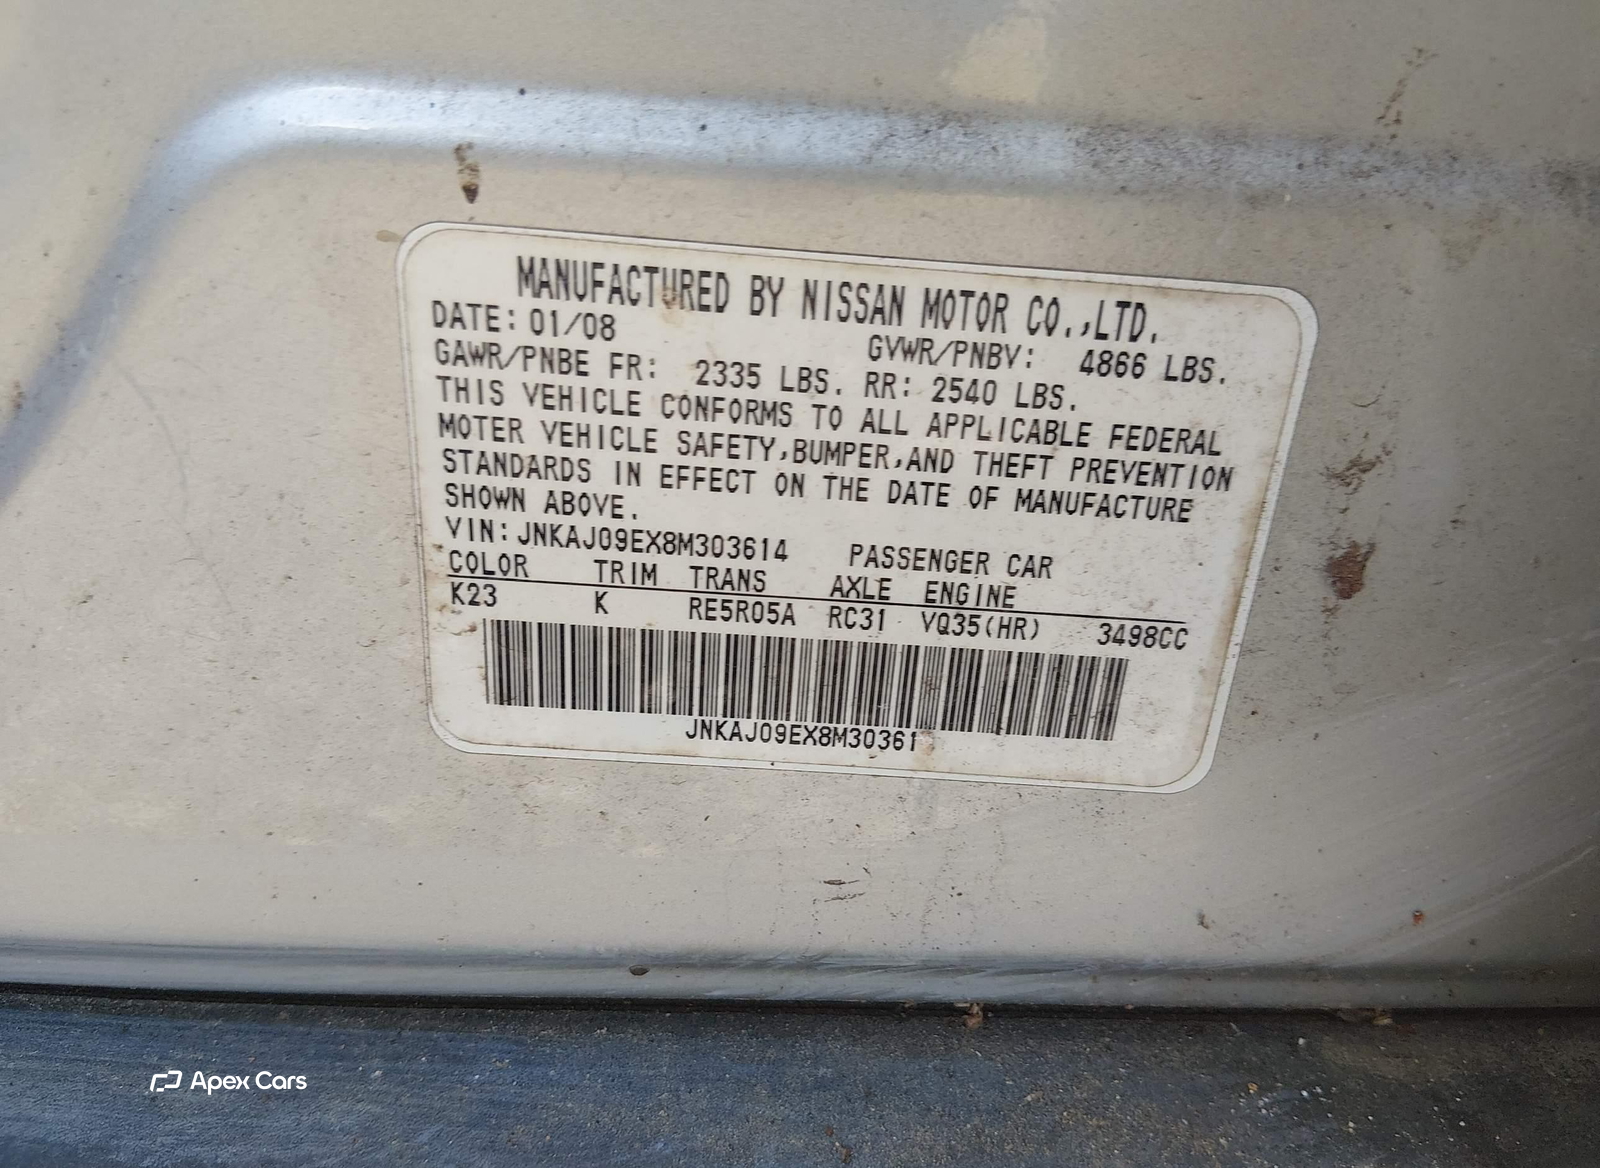 MANUFACTURED BY NISSAN MOTOR CO.,LTD.
DATE: 01/08 GVWR/PNBV: 4866 LBS.
GAWR/PNBE FR: 2335 LBS. RR: 2540 LBS.
THIS VEHICLE CONFORMS TO ALL APPLICABLE FEDERAL
MOTER VEHICLE SAFETY,BUMPER,AND THEFT PREVENTION
STANDARDS IN EFFECT ON THE DATE OF MANUFACTURE
SHOWN ABOVE.
VIN: JNKAJ09EX8M303614 PASSENGER CAR
COLOR TRIM TRANS AXLE ENGINE
K23 K RE5R05A RC31 VQ35(HR) 3498CC
JNKAJ09EX8M30361
Apex Cars